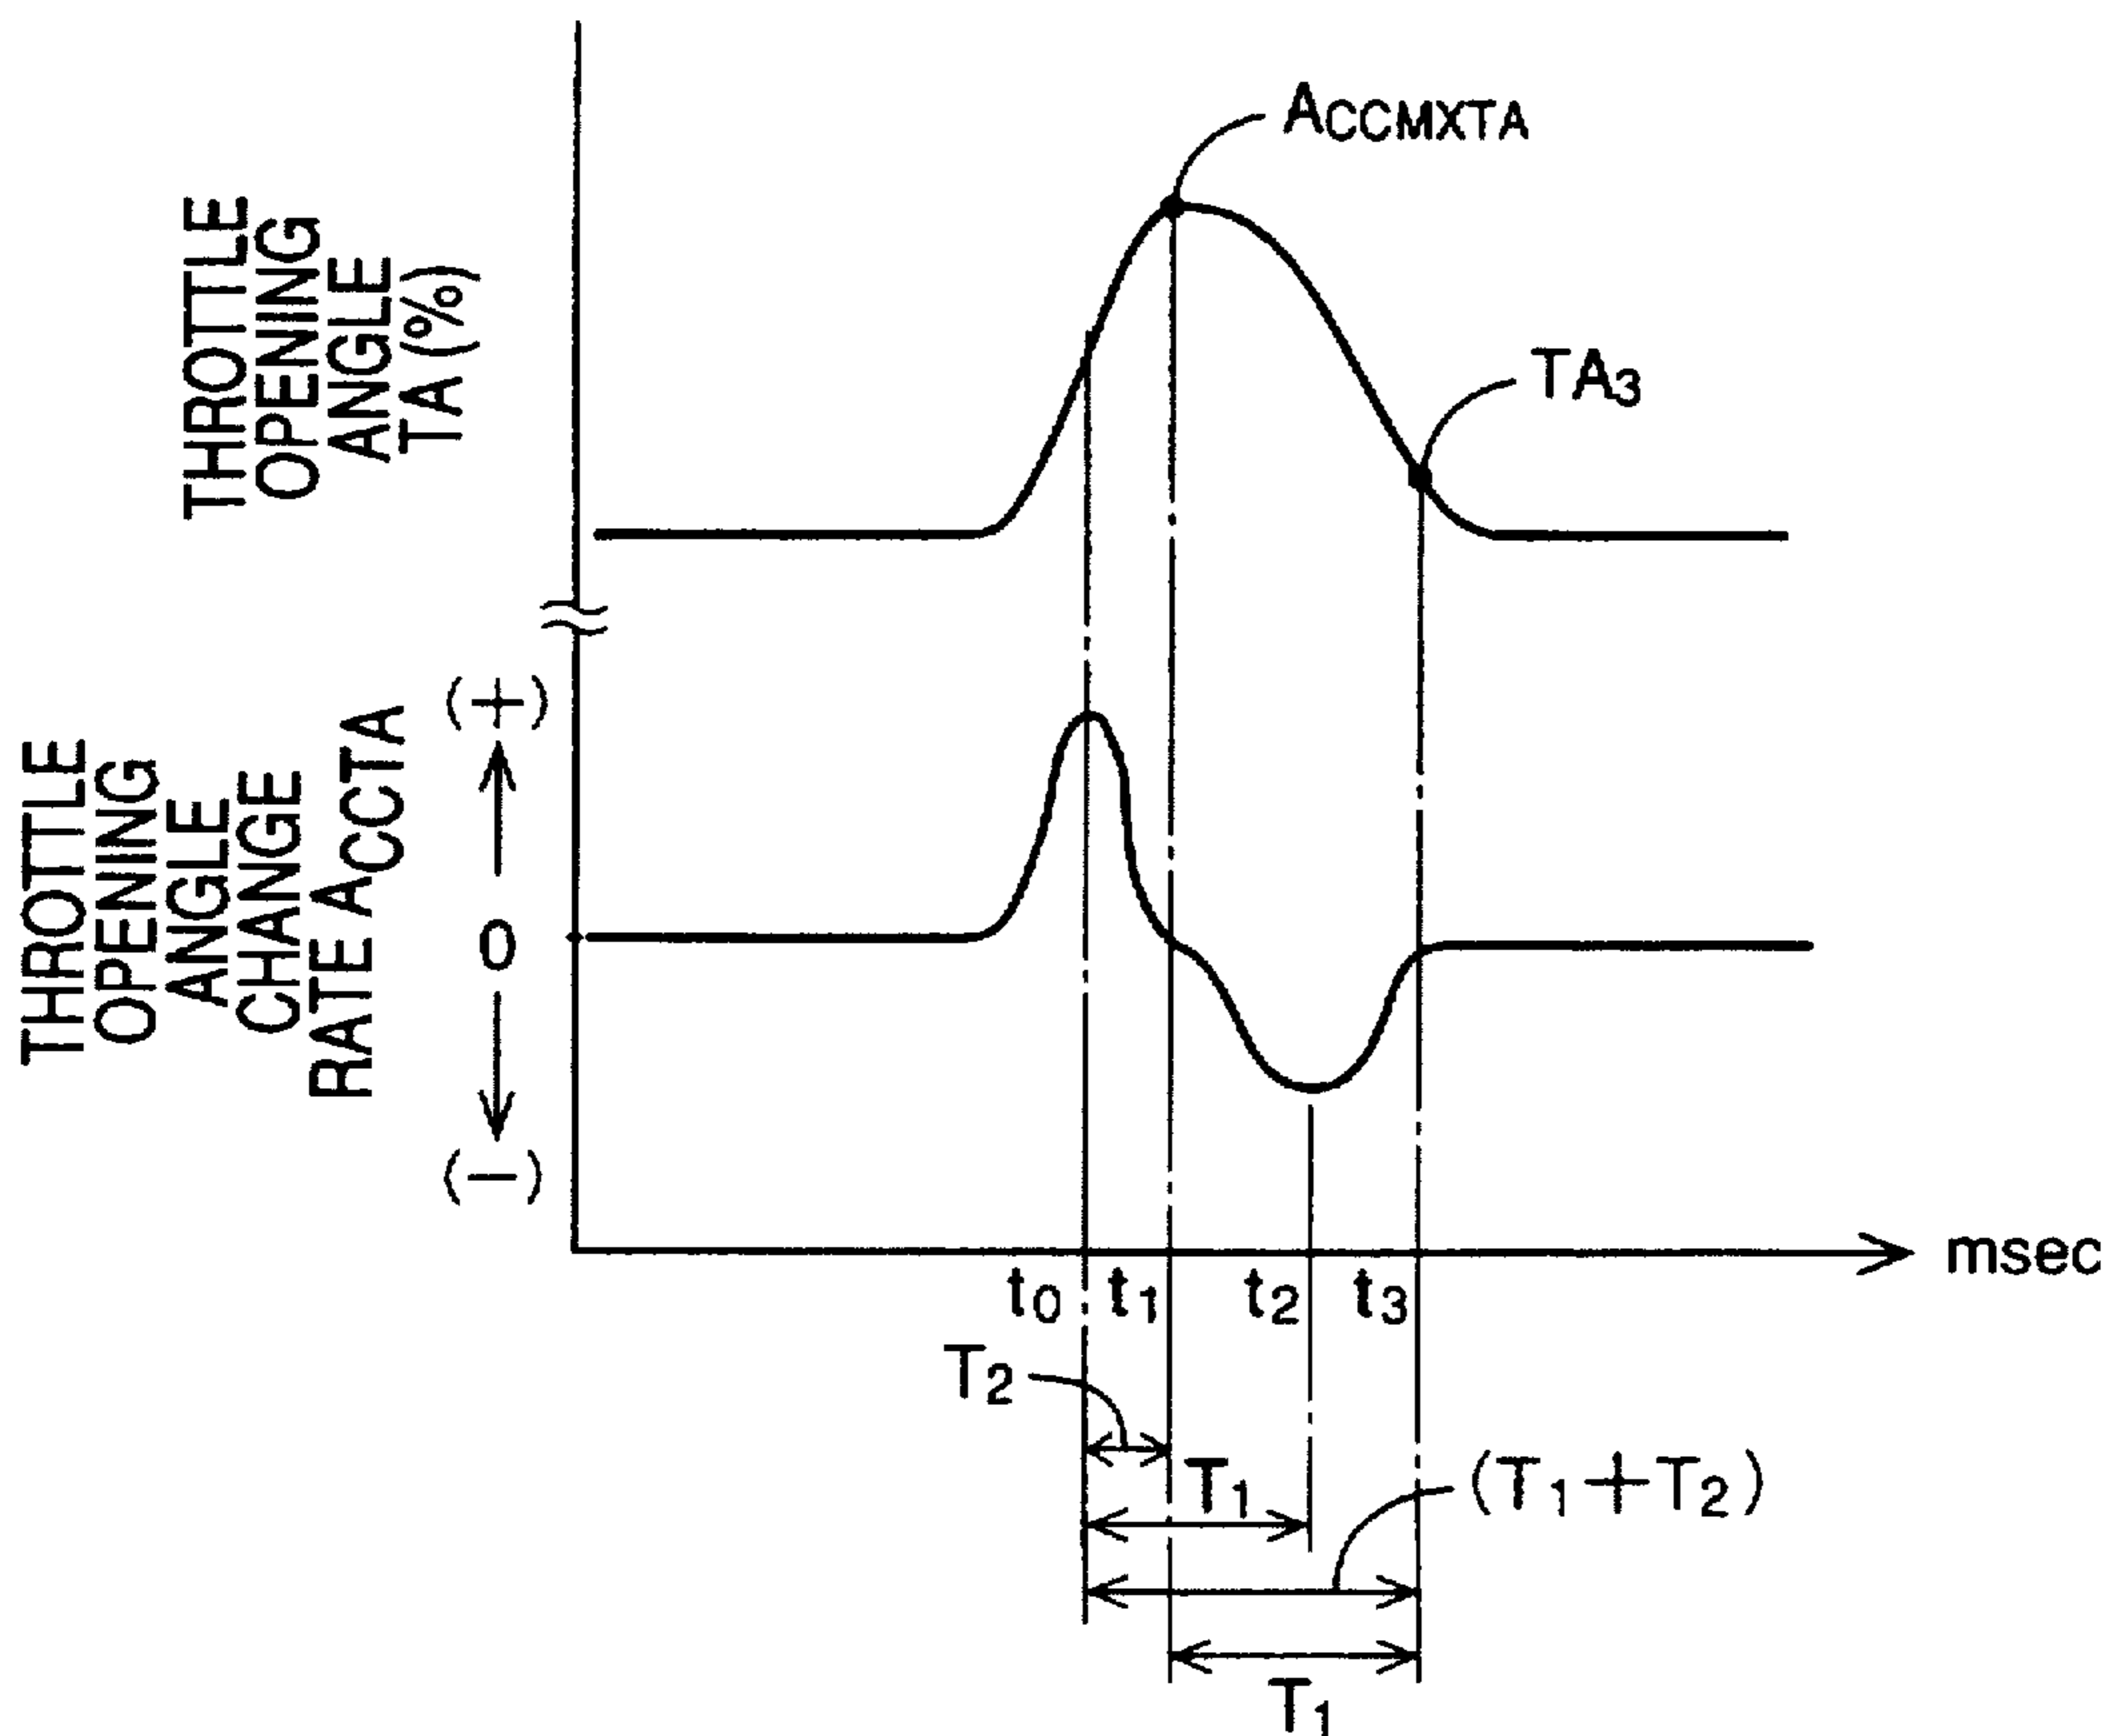 THROTTLE
OPENING
ANGLE
TA (%)
ACCMXTA
TA3
THROTTLE
OPENING
ANGLE
CHANGE
RATE ACCTA
(+)
0
(-)
t0 t1 t2 t3
msec
T2
T1
(T1+T2)
T1